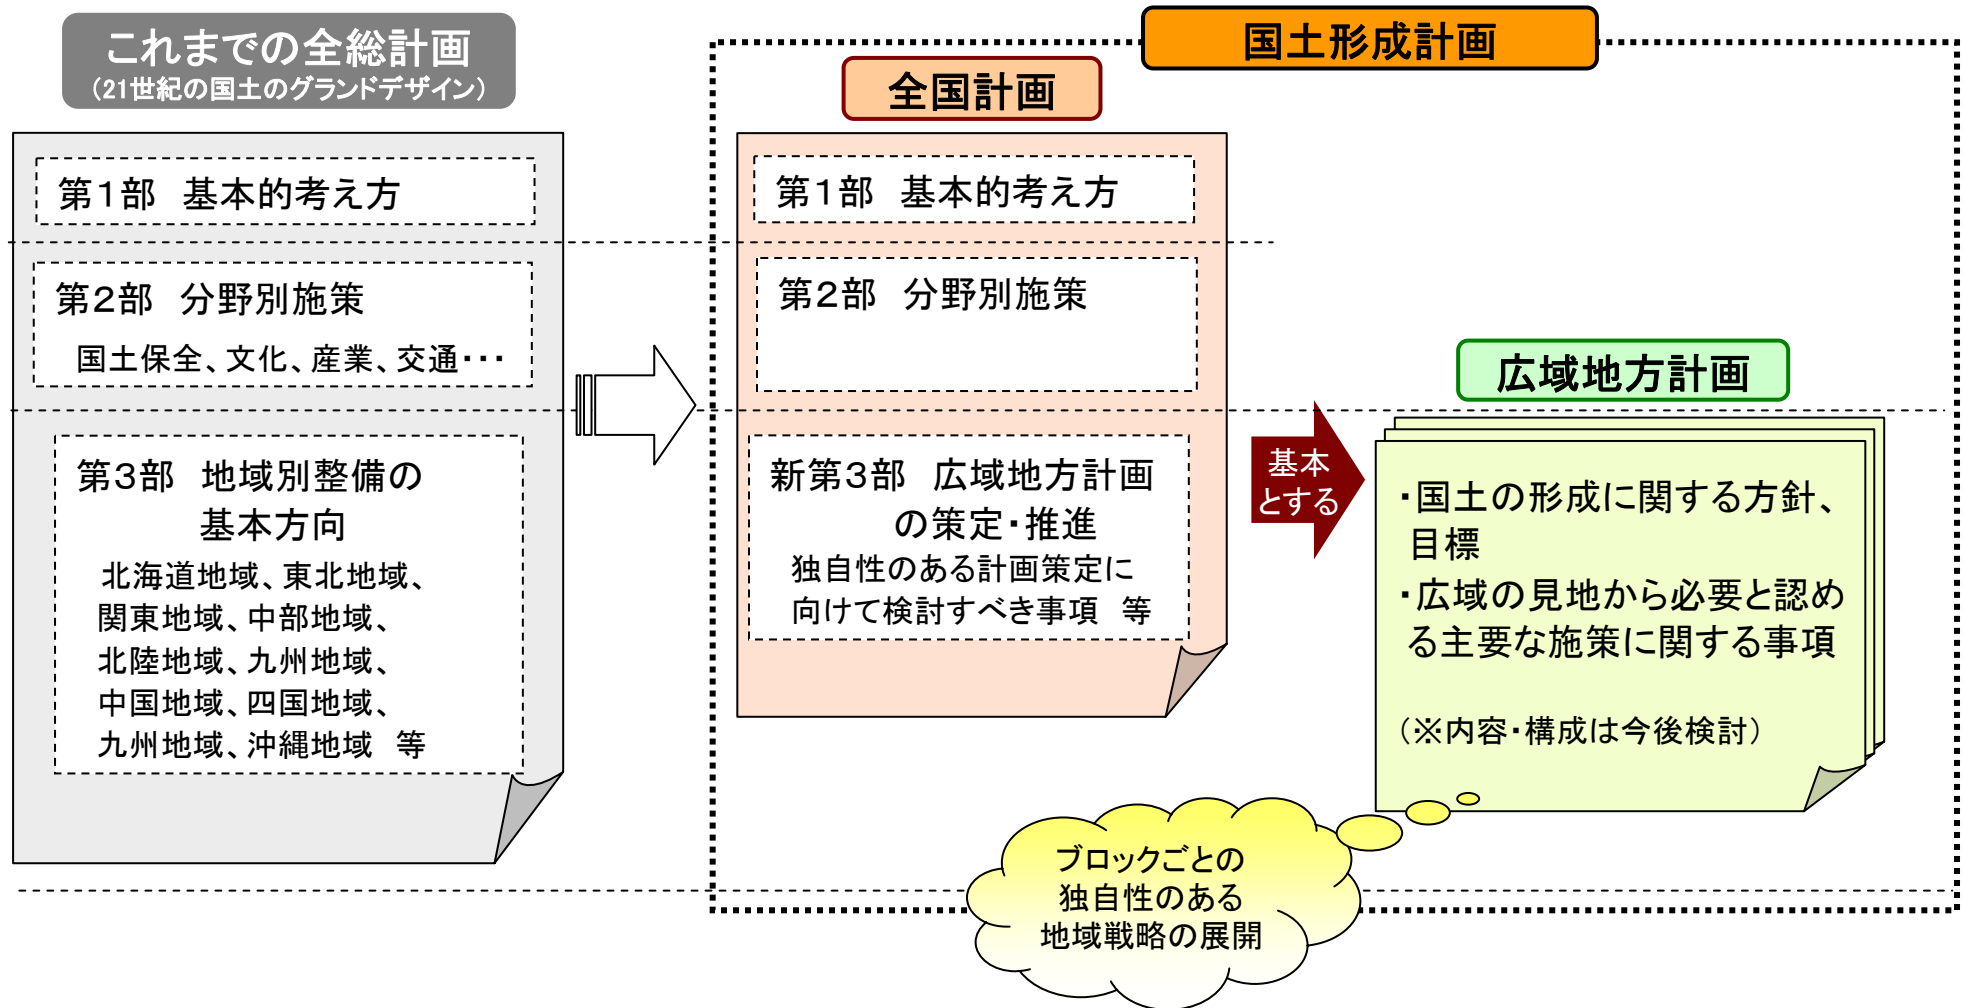 これまでの全総計画
（21世紀の国土のグランドデザイン）
第1部　基本的考え方
第2部　分野別施策
国土保全、文化、産業、交通・・・
第3部　地域別整備の
基本方向
北海道地域、東北地域、
関東地域、中部地域、
北陸地域、九州地域、
中国地域、四国地域、
九州地域、沖縄地域　等
国土形成計画
全国計画
第1部　基本的考え方
第2部　分野別施策
新第3部　広域地方計画
の策定・推進
独自性のある計画策定に
向けて検討すべき事項　等
基本
とする
広域地方計画
・国土の形成に関する方針、
目標
・広域の見地から必要と認め
る主要な施策に関する事項
（※内容・構成は今後検討）
ブロックごとの
独自性のある
地域戦略の展開